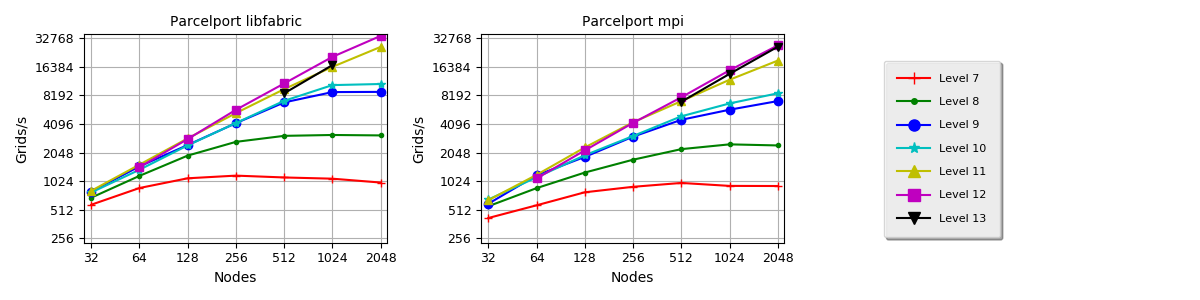 Parcelport libfabric
32768
16384
8192
4096
2048
1024
512
256
Grids/s
32 64 128 256 512 1024 2048
Nodes
Parcelport mpi
32768
16384
8192
4096
2048
1024
512
256
Grids/s
32 64 128 256 512 1024 2048
Nodes
Level 7
Level 8
Level 9
Level 10
Level 11
Level 12
Level 13